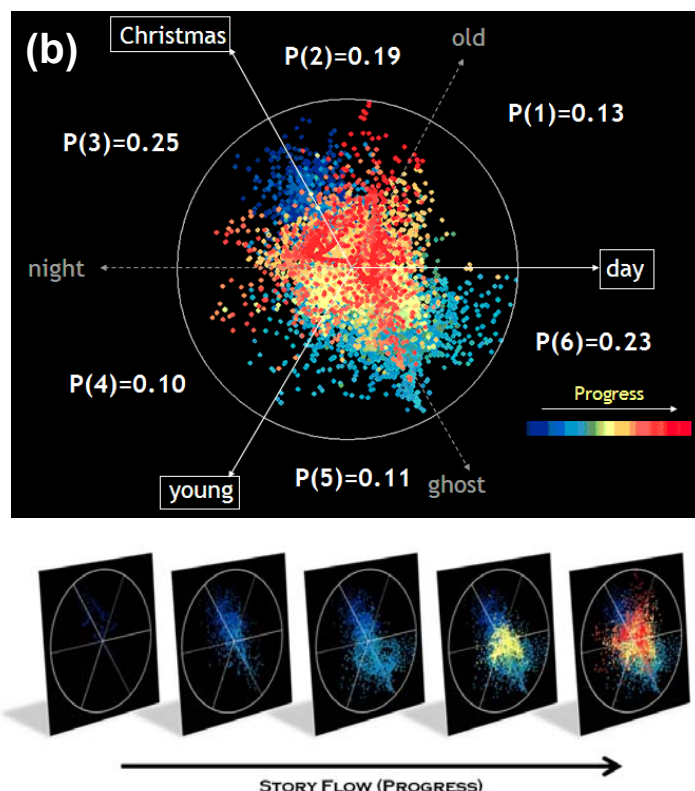 (b)
Christmas
old
P(2)=0.19
P(1)=0.13
P(3)=0.25
night
day
P(6)=0.23
P(4)=0.10
Progress
P(5)=0.11
young
ghost
STORY FLOW (PROGRESS)